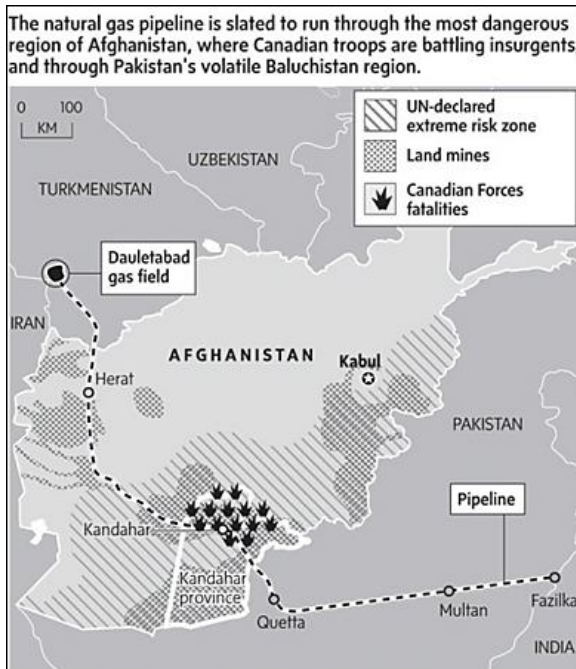 The natural gas pipeline is slated to run through the most dangerous
region of Afghanistan, where Canadian troops are battling insurgents
and through Pakistan's volatile Baluchistan region.
0 100
KM
UN-declared
extreme risk zone
Land mines
Canadian Forces
fatalities
UZBEKISTAN
TURKMENISTAN
Dauletabad
gas field
IRAN
AFGHANISTAN
Kabul
Herat
PAKISTAN
Pipeline
Kandahar
Kandahar
province
Quetta
Multan
Fazilka
INDIA